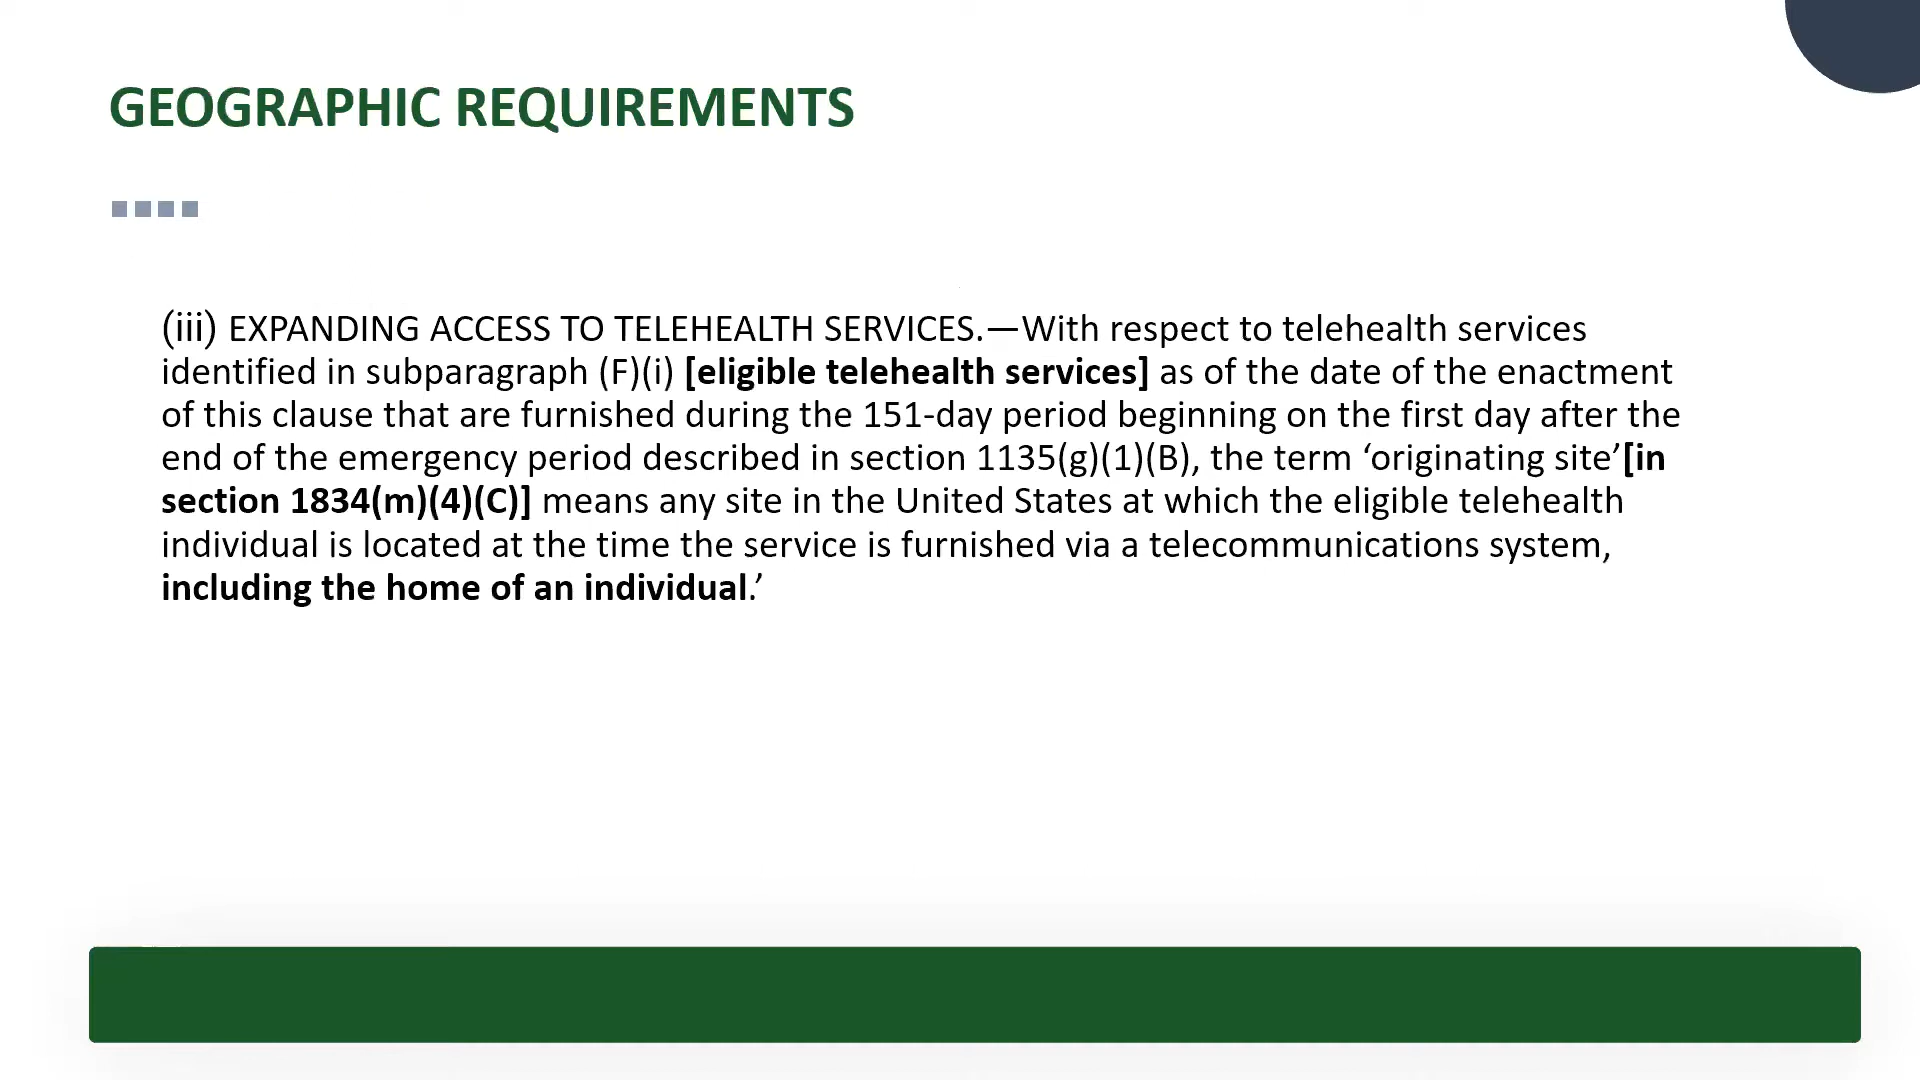 GEOGRAPHIC REQUIREMENTS
(iii) EXPANDING ACCESS TO TELEHEALTH SERVICES.—With respect to telehealth services
identified in subparagraph (F)(i) [eligible telehealth services] as of the date of the enactment
of this clause that are furnished during the 151-day period beginning on the first day after the
end of the emergency period described in section 1135(g)(1)(B), the term ‘originating site’[in
section 1834(m)(4)(C)] means any site in the United States at which the eligible telehealth
individual is located at the time the service is furnished via a telecommunications system,
including the home of an individual.’